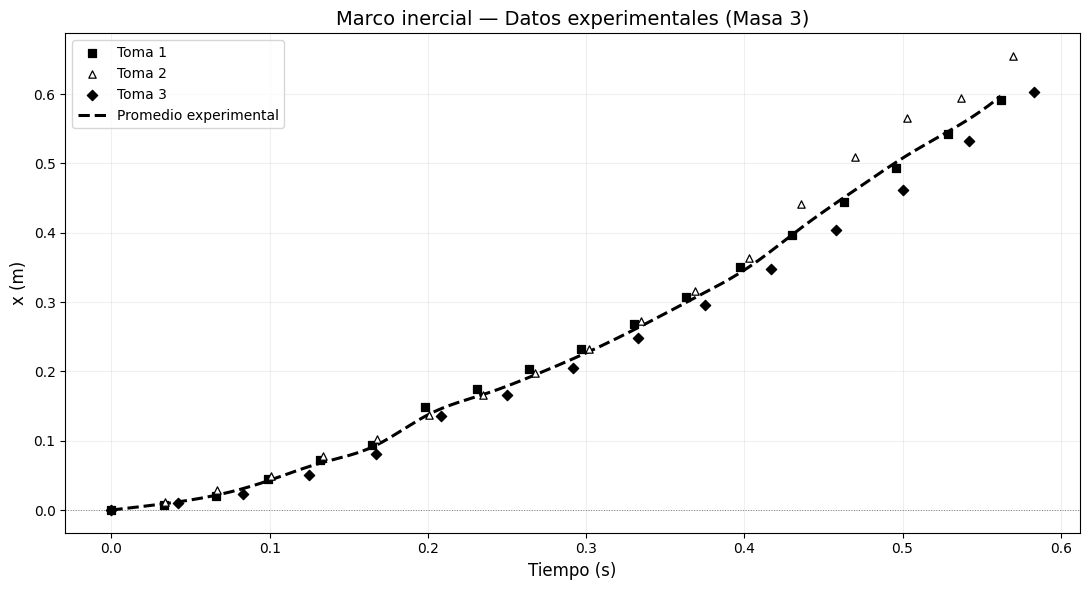 Marco inercial — Datos experimentales (Masa 3)
Toma 1
Toma 2
Toma 3
Promedio experimental
x (m)
0.6
0.5
0.4
0.3
0.2
0.1
0.0
0.0 0.1 0.2 0.3 0.4 0.5 0.6
Tiempo (s)